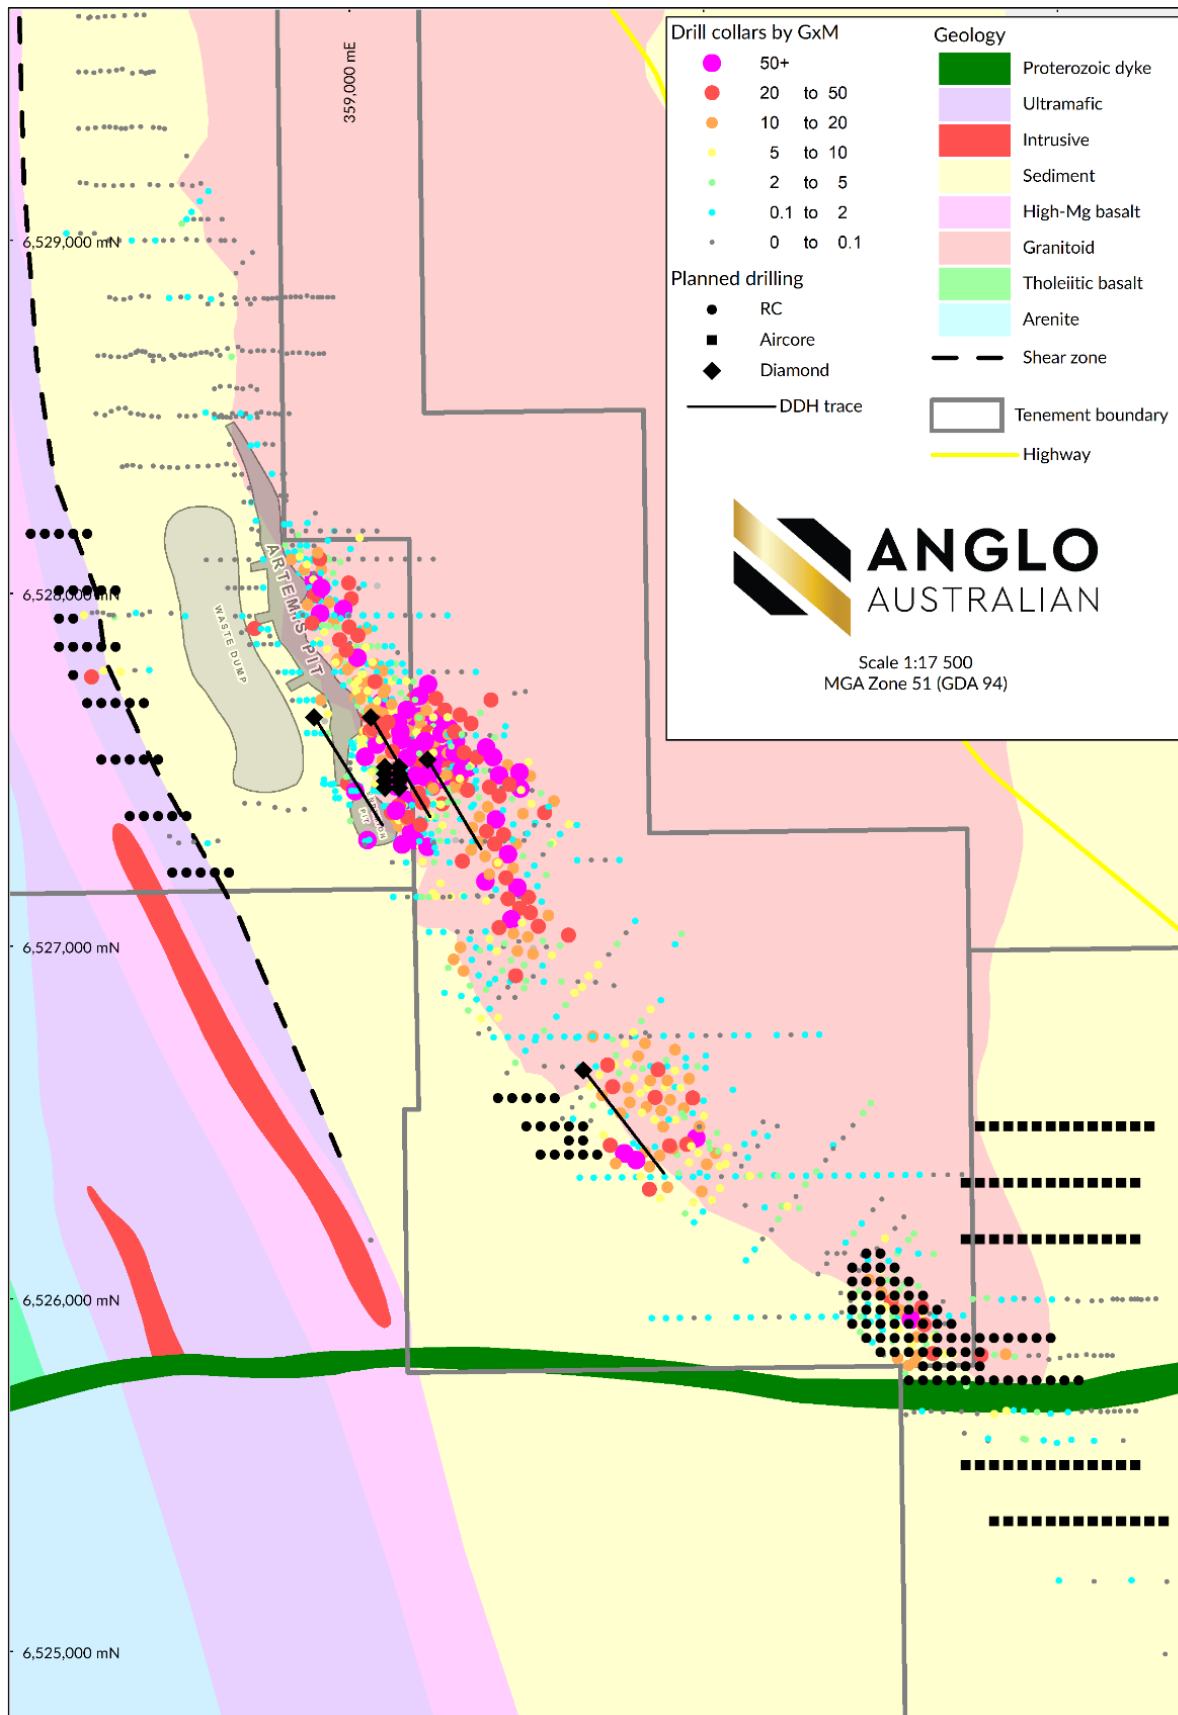 Drill collars by GxM
50+
20 to 50
10 to 20
5 to 10
2 to 5
0.1 to 2
0 to 0.1
Planned drilling
RC
Aircore
Diamond
DDH trace
Geology
Proterozoic dyke
Ultramafic
Intrusive
Sediment
High-Mg basalt
Granitoid
Tholeiitic basalt
Arenite
Shear zone
Tenement boundary
Highway
ANGLO
AUSTRALIAN
Scale 1:17 500
MGA Zone 51 (GDA 94)
359,000 mE
6,529,000 mN
6,528,000 mN
ARTEMIS PIT
WASTE DUMP
PIT
6,527,000 mN
6,526,000 mN
6,525,000 mN